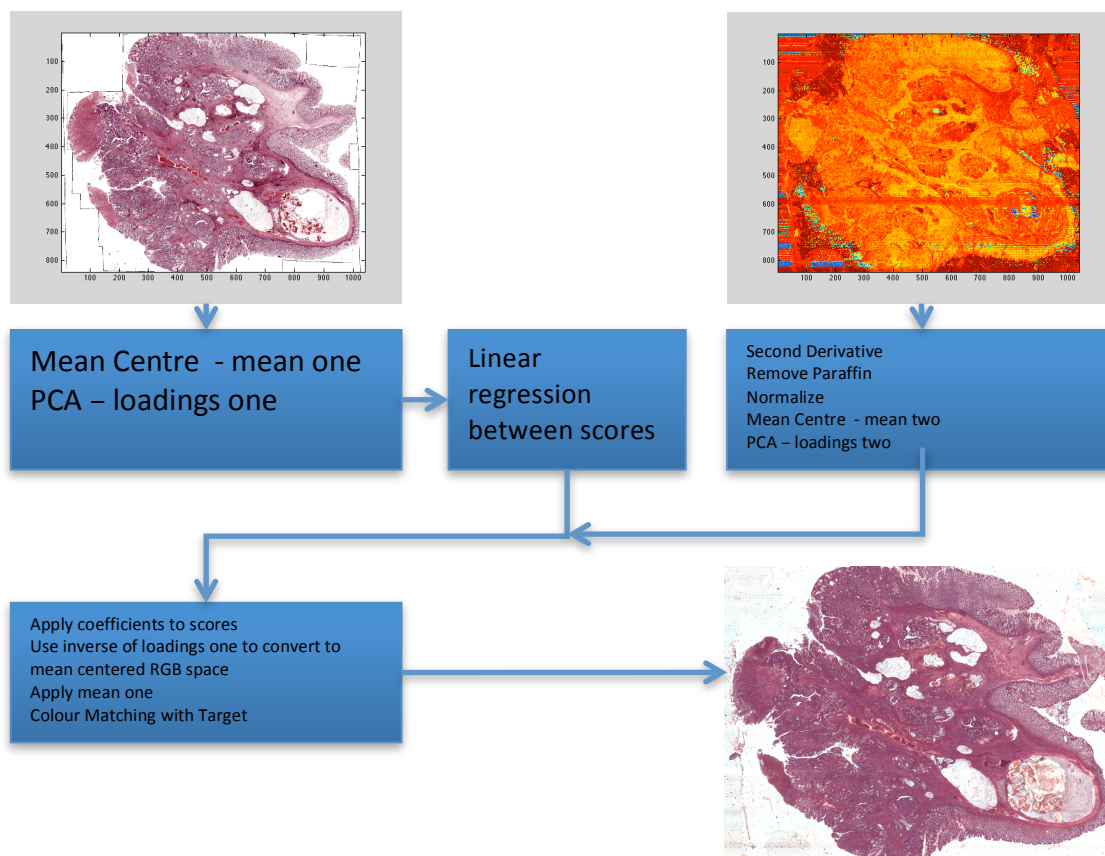 100
200
300
400
500
600
700
800
100 200 300 400 500 600 700 800 900 1000
100
200
300
400
500
600
700
800
100 200 300 400 500 600 700 800 900 1000
Mean Centre - mean one
PCA – loadings one
Linear
regression
between scores
Second Derivative
Remove Paraffin
Normalize
Mean Centre - mean two
PCA – loadings two
Apply coefficients to scores
Use inverse of loadings one to convert to
mean centered RGB space
Apply mean one
Colour Matching with Target